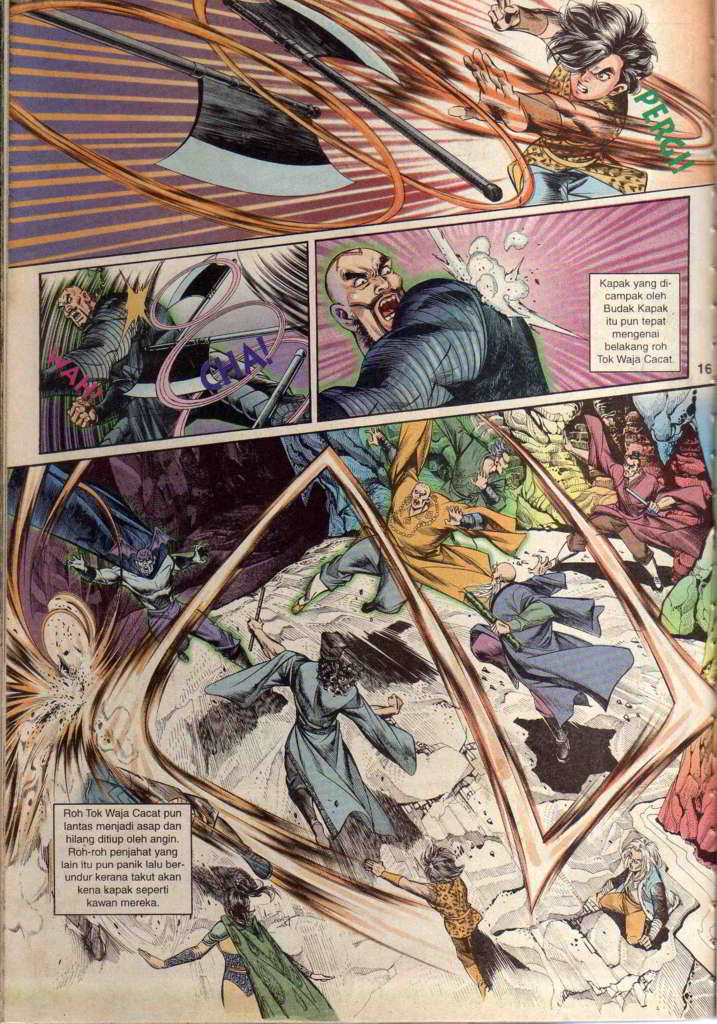 PERGH
WAH!
CHA!
Kapak yang di-
campak oleh
Budak Kapak
itu pun tepat
mengenai
belakang roh
Tok Waja Cacat.
16
Roh Tok Waja Cacat pun
lantas menjadi asap dan
hilang ditiup oleh angin.
Roh-roh penjahat yang
lain itu pun panik lalu ber-
undur kerana takut akan
kena kapak seperti
kawan mereka.